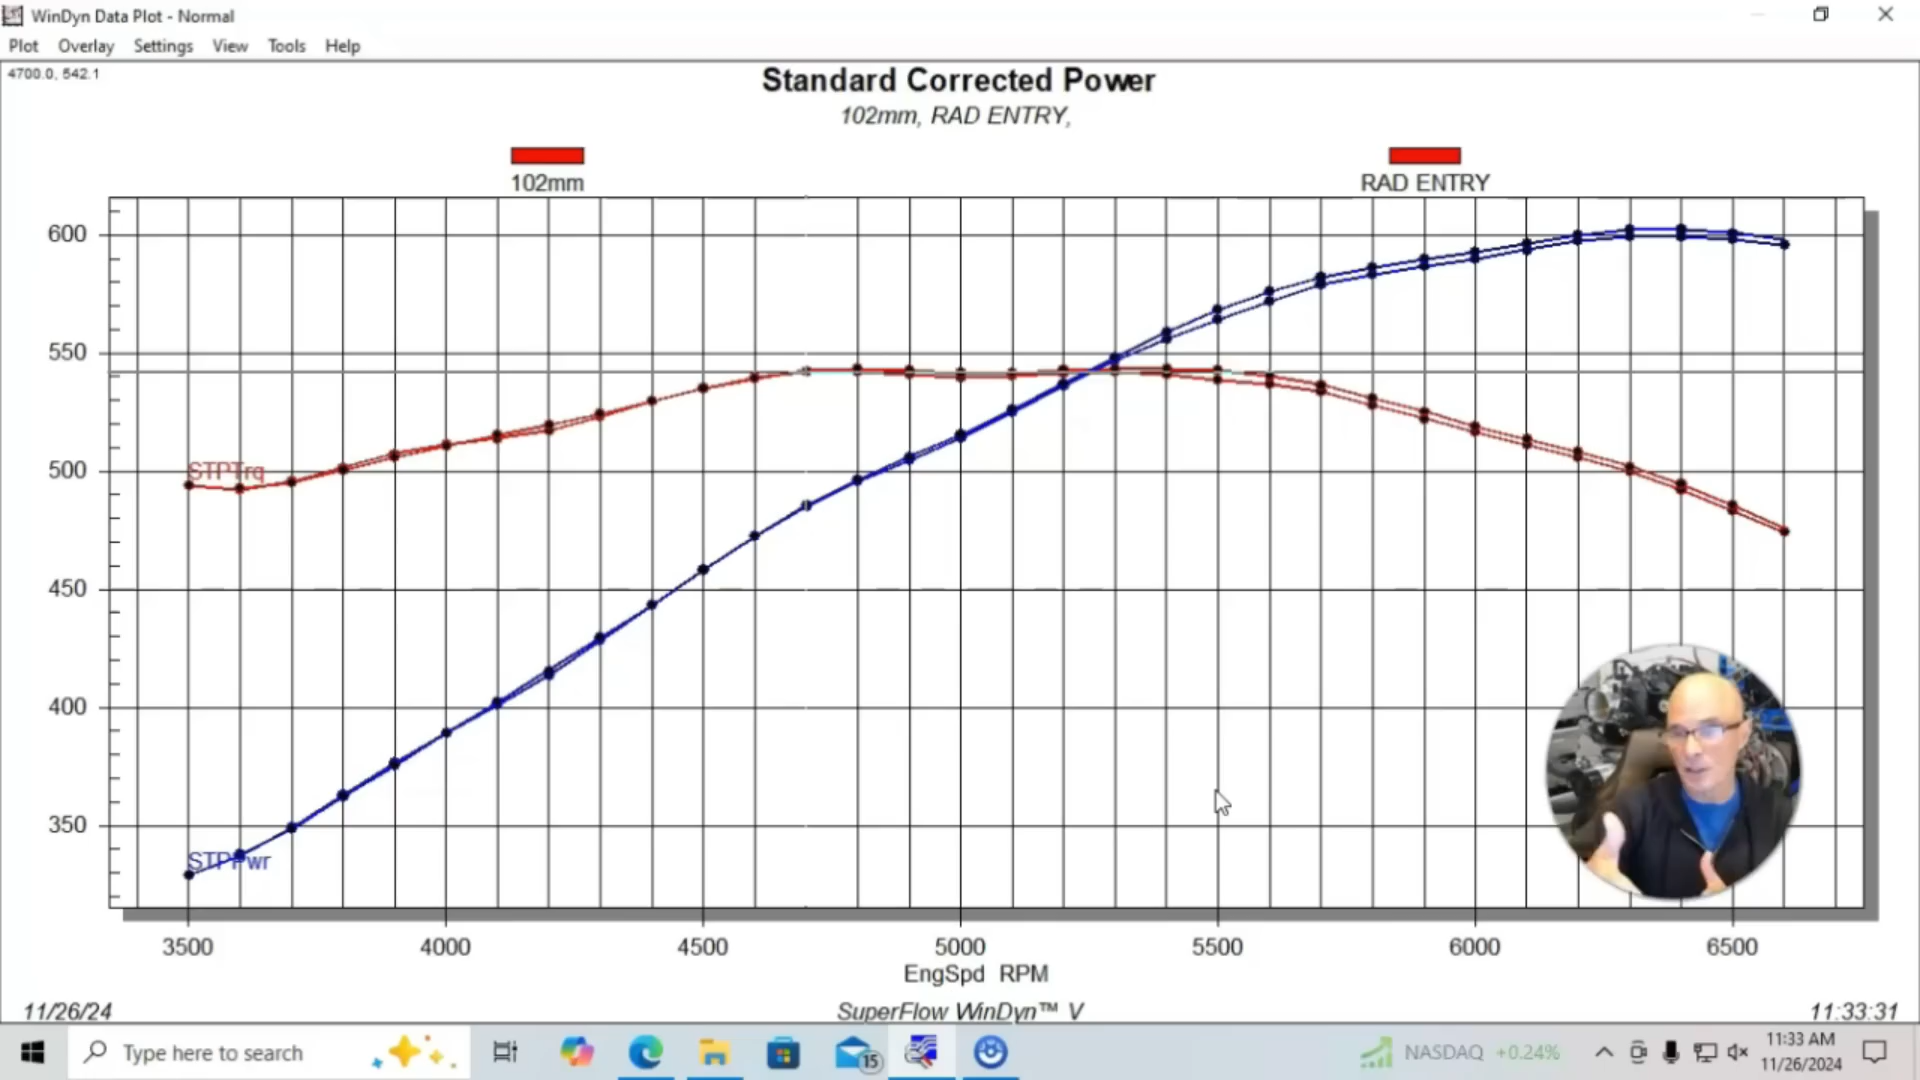 WinDyn Data Plot - Normal
Plot Overlay Settings View Tools Help
4700.0, 542.1
Standard Corrected Power
102mm, RAD ENTRY,
102mm
RAD ENTRY
600
550
500
450
400
350
STPTrq
STPPwr
3500 4000 4500 5000 5500 6000 6500
EngSpd RPM
11/26/24
SuperFlow WinDyn™ V
11:33:31
Type here to search
15
NASDAQ +0.24%
11:33 AM
11/26/2024